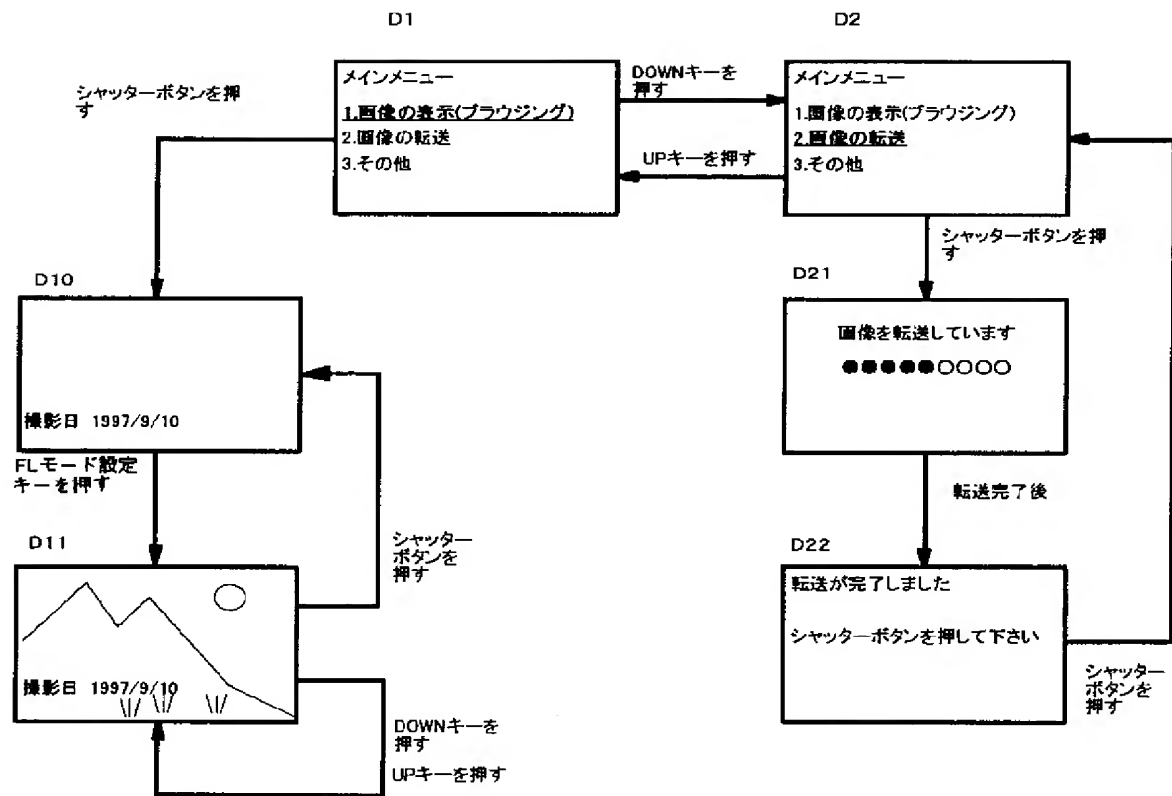 D1
D2
メインメニュー
1.画像の表示(ブラウジング)
2.画像の転送
3.その他
DOWNキーを
押す
UPキーを押す
メインメニュー
1.画像の表示(ブラウジング)
2.画像の転送
3.その他
シャッターボタンを押
す
シャッターボタンを押
す
D10
撮影日 1997/9/10
D21
画像を転送しています
●●●●●○○○○
FLモード設定
キーを押す
転送完了後
D11
シャッター
ボタンを
押す
撮影日 1997/9/10
D22
転送が完了しました
シャッターボタンを押して下さい
シャッター
ボタンを
押す
DOWNキーを
押す
UPキーを押す